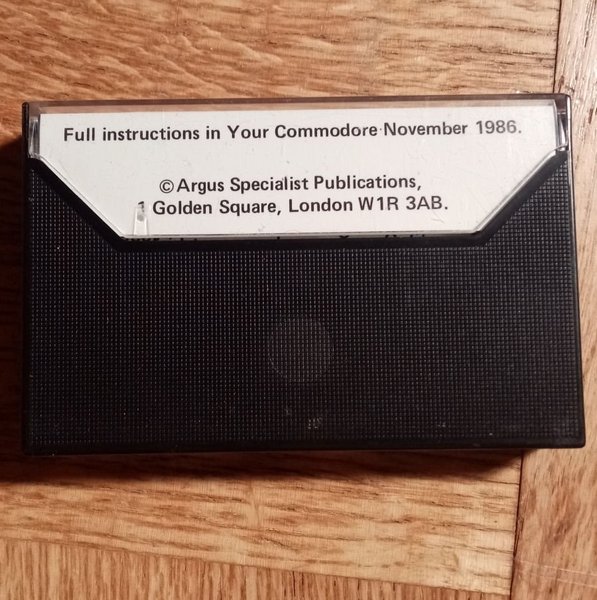 Full instructions in Your Commodore November 1986.
© Argus Specialist Publications,
1 Golden Square, London W1R 3AB.